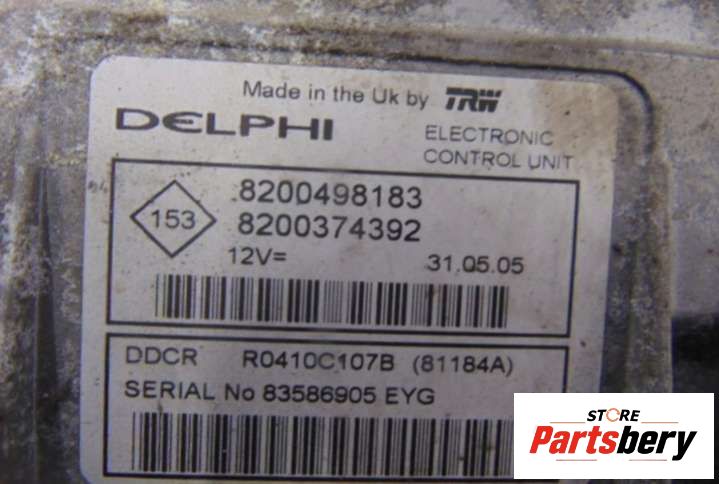 Made in the Uk by TRW
DELPHI
ELECTRONIC
CONTROL UNIT
153
8200498183
8200374392
12V=
31.05.05
DDCR R0410C107B (81184A)
SERIAL No 83586905 EYG
STORE
Partsbery